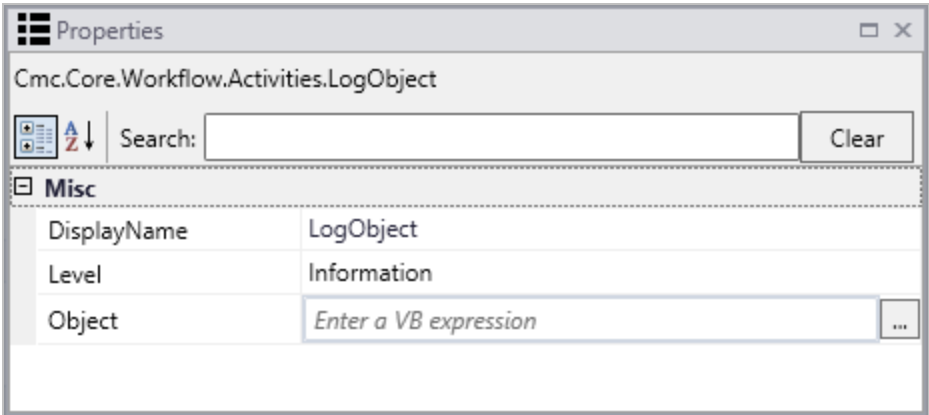 Properties
Cmc.Core.Workflow.Activities.LogObject
A Z Search: Clear
Misc
DisplayName LogObject
Level Information
Object Enter a VB expression ...